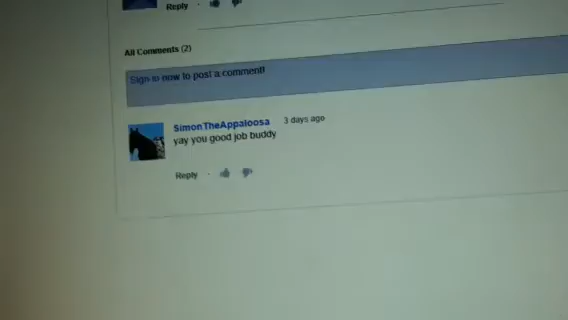 Reply ·
All Comments (2)
Sign in now to post a comment!
SimonTheAppaloosa 3 days ago
yay you good job buddy
Reply ·